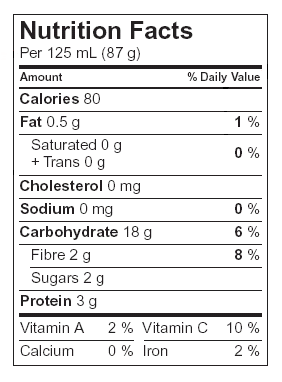 Nutrition Facts
Per 125 mL (87 g)
Amount % Daily Value
Calories 80
Fat 0.5 g 1 %
Saturated 0 g
+ Trans 0 g 0 %
Cholesterol 0 mg
Sodium 0 mg 0 %
Carbohydrate 18 g 6 %
Fibre 2 g 8 %
Sugars 2 g
Protein 3 g
Vitamin A 2 % Vitamin C 10 %
Calcium 0 % Iron 2 %